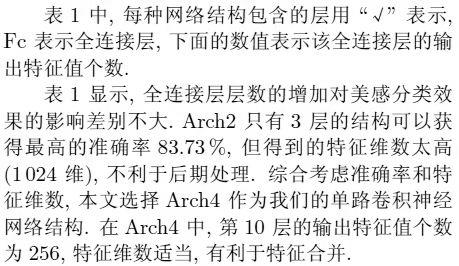 表 1 中, 每种网络结构包含的层用 “√” 表示,
Fc 表示全连接层, 下面的数值表示该全连接层的输
出特征值个数.
表 1 显示, 全连接层层数的增加对美感分类效
果的影响差别不大. Arch2 只有 3 层的结构可以获
得最高的准确率 83.73 %, 但得到的特征维数太高
(1 024 维), 不利于后期处理. 综合考虑准确率和特
征维数, 本文选择 Arch4 作为我们的单路卷积神经
网络结构. 在 Arch4 中, 第 10 层的输出特征值个数
为 256, 特征维数适当, 有利于特征合并.